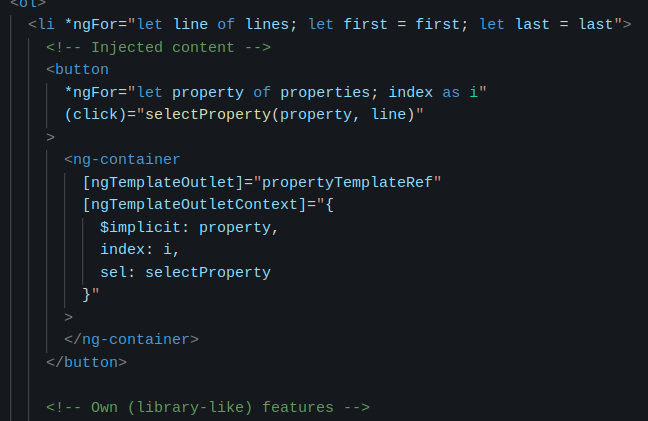 <ol>
<li *ngFor="let line of lines; let first = first; let last = last">
<!-- Injected content -->
<button
*ngFor="let property of properties; index as i"
(click)="selectProperty(property, line)"
>
<ng-container
[ngTemplateOutlet]="propertyTemplateRef"
[ngTemplateOutletContext]="{
$implicit: property,
index: i,
sel: selectProperty
}"
>
</ng-container>
</button>
<!-- Own (library-like) features -->